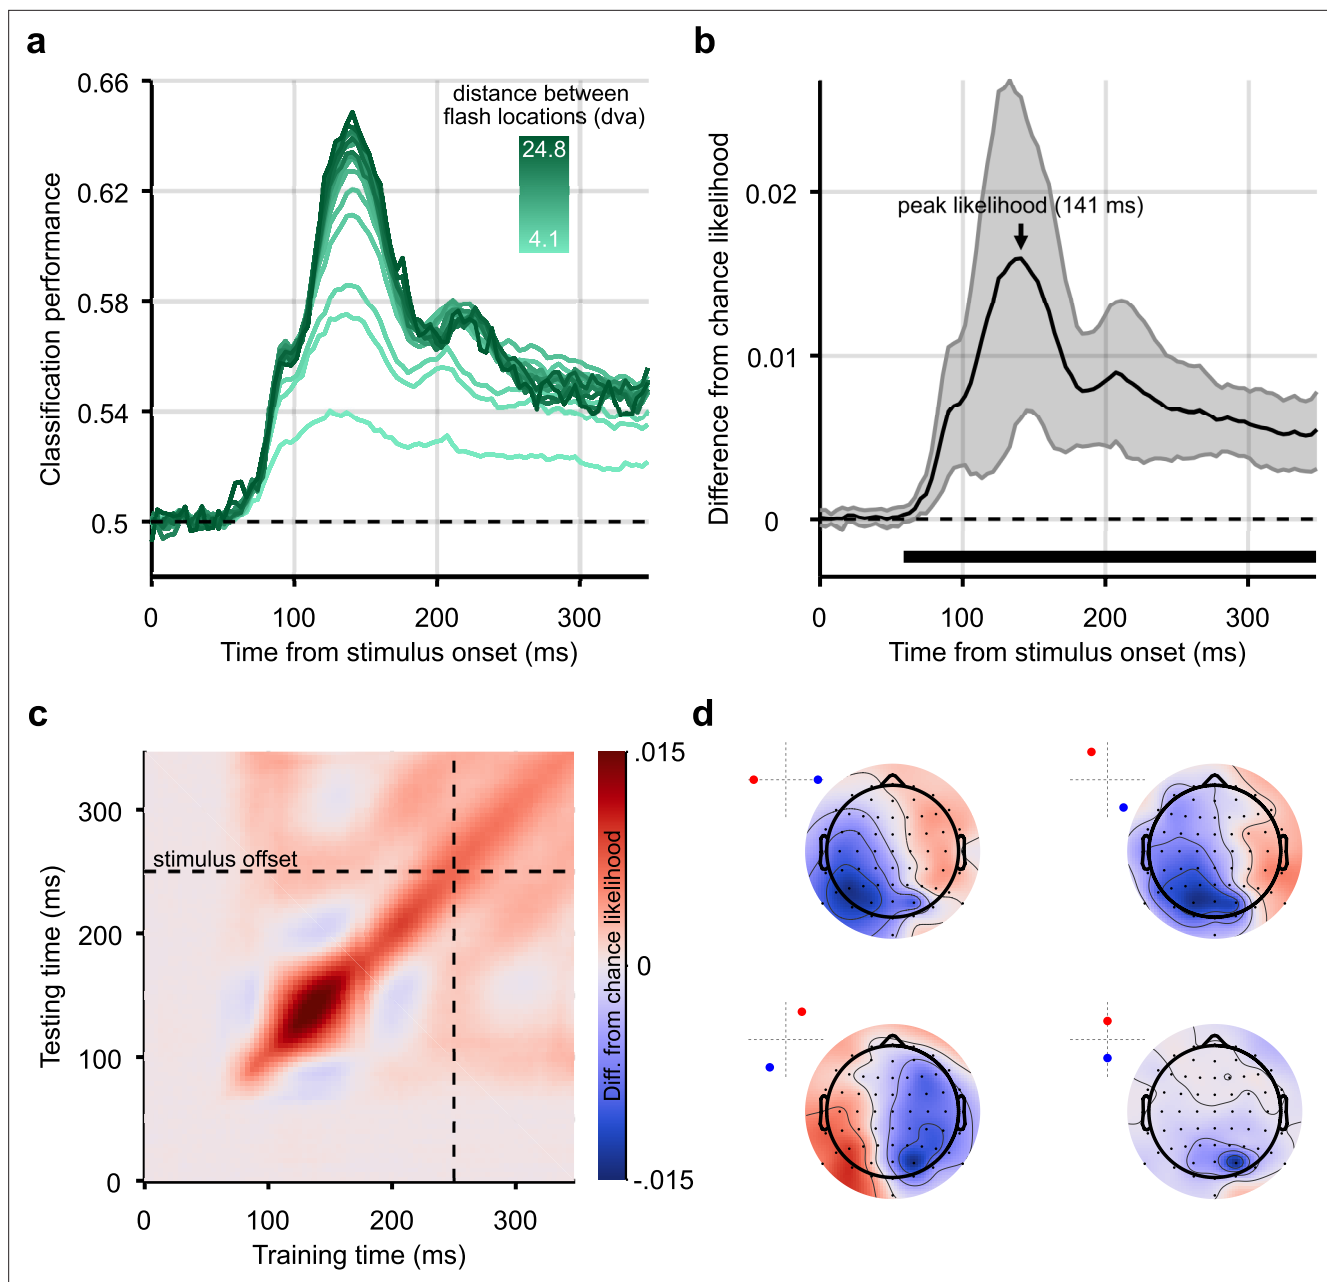 a
0.66
0.62
0.58
0.54
0.5
Classification performance
distance between
flash locations (dva)
24.8
4.1
0
100
200
300
Time from stimulus onset (ms)
b
0.02
0.01
0
Difference from chance likelihood
peak likelihood (141 ms)
0
100
200
300
Time from stimulus onset (ms)
c
300
200
100
0
Testing time (ms)
stimulus offset
0
100
200
300
Training time (ms)
.015
0
-.015
Diff. from chance likelihood
d